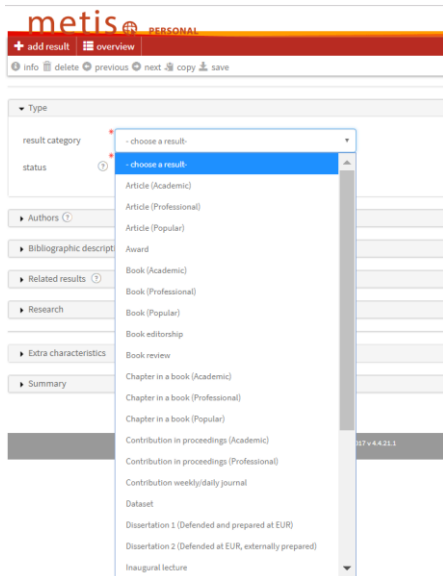 metis PERSONAL
add result overview
info delete previous next copy save
Type
result category * - choose a result-
status *
- choose a result-
Article (Academic)
Article (Professional)
Article (Popular)
Award
Authors
Book (Academic)
Bibliographic descripti
Book (Professional)
Related results
Book (Popular)
Research
Book editorship
Book review
Extra characteristics
Chapter in a book (Academic)
Summary
Chapter in a book (Professional)
Chapter in a book (Popular)
Contribution in proceedings (Academic)
017 v 4.4.21.1
Contribution in proceedings (Professional)
Contribution weekly/daily journal
Dataset
Dissertation 1 (Defended and prepared at EUR)
Dissertation 2 (Defended at EUR, externally prepared)
Inaugural lecture